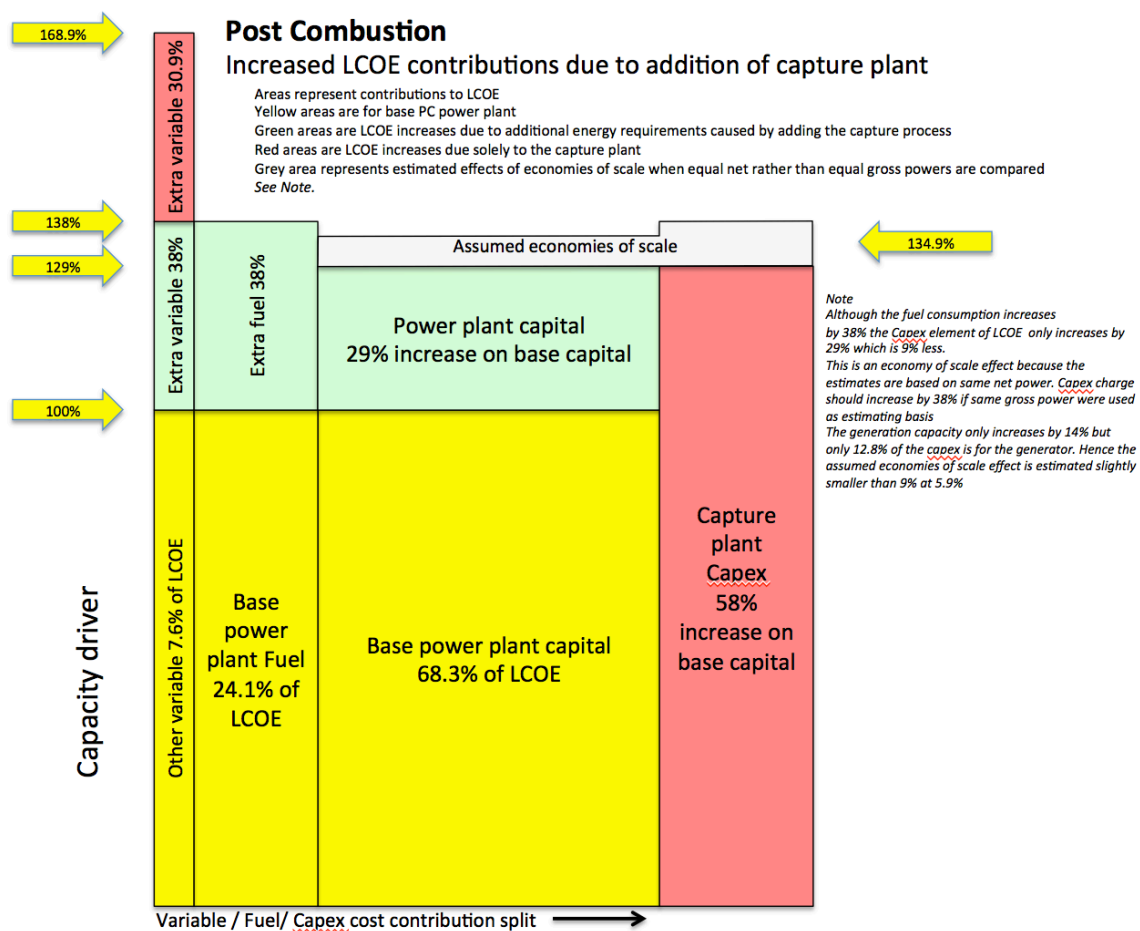 168.9%
Post Combustion
Increased LCOE contributions due to addition of capture plant
Areas represent contributions to LCOE
Yellow areas are for base PC power plant
Green areas are LCOE increases due to additional energy requirements caused by adding the capture process
Red areas are LCOE increases due solely to the capture plant
Grey area represents estimated effects of economies of scale when equal net rather than equal gross powers are compared
See Note.
Extra variable 30.9%
138%
129%
100%
Extra variable 38%
Extra fuel 38%
Assumed economies of scale
134.9%
Power plant capital
29% increase on base capital
Note
Although the fuel consumption increases
by 38% the Capex element of LCOE only increases by
29% which is 9% less.
This is an economy of scale effect because the
estimates are based on same net power. Capex charge
should increase by 38% if same gross power were used
as estimating basis
The generation capacity only increases by 14% but
only 12.8% of the capex is for the generator. Hence the
assumed economies of scale effect is estimated slightly
smaller than 9% at 5.9%
Capacity driver
Other variable 7.6% of LCOE
Base
power
plant Fuel
24.1% of
LCOE
Base power plant capital
68.3% of LCOE
Capture
plant
Capex
58%
increase on
base capital
Variable / Fuel/ Capex cost contribution split